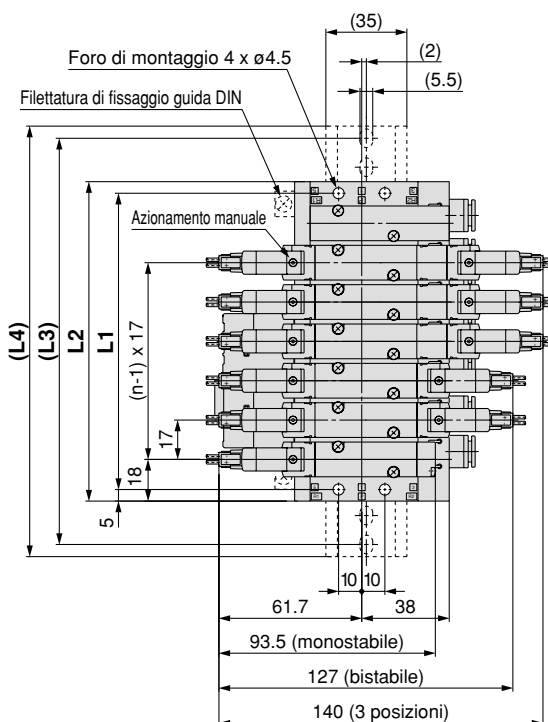 (35)
Foro di montaggio 4 x ø4.5
(2)
Filettatura di fissaggio guida DIN
(5.5)
Azionamento manuale
(L4)
(L3)
L2
L1
(n-1) x 17
17
18
5
10
10
61.7
38
93.5 (monostabile)
127 (bistabile)
140 (3 posizioni)